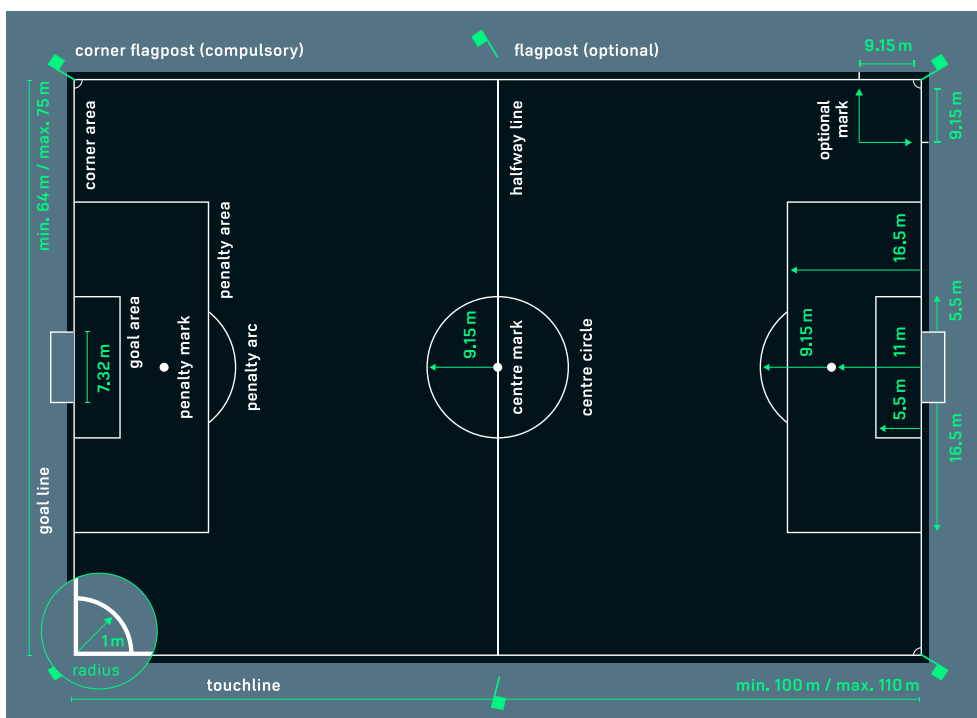 corner flagpost (compulsory)
flagpost (optional)
9.15 m
min. 64 m / max. 75 m
corner area
halfway line
optional
mark
9.15 m
penalty area
16.5 m
goal area
5.5 m
7.32 m
penalty mark
penalty arc
9.15 m
centre mark
centre circle
9.15 m
11 m
5.5 m
16.5 m
goal line
1 m
radius
touchline
min. 100 m / max. 110 m